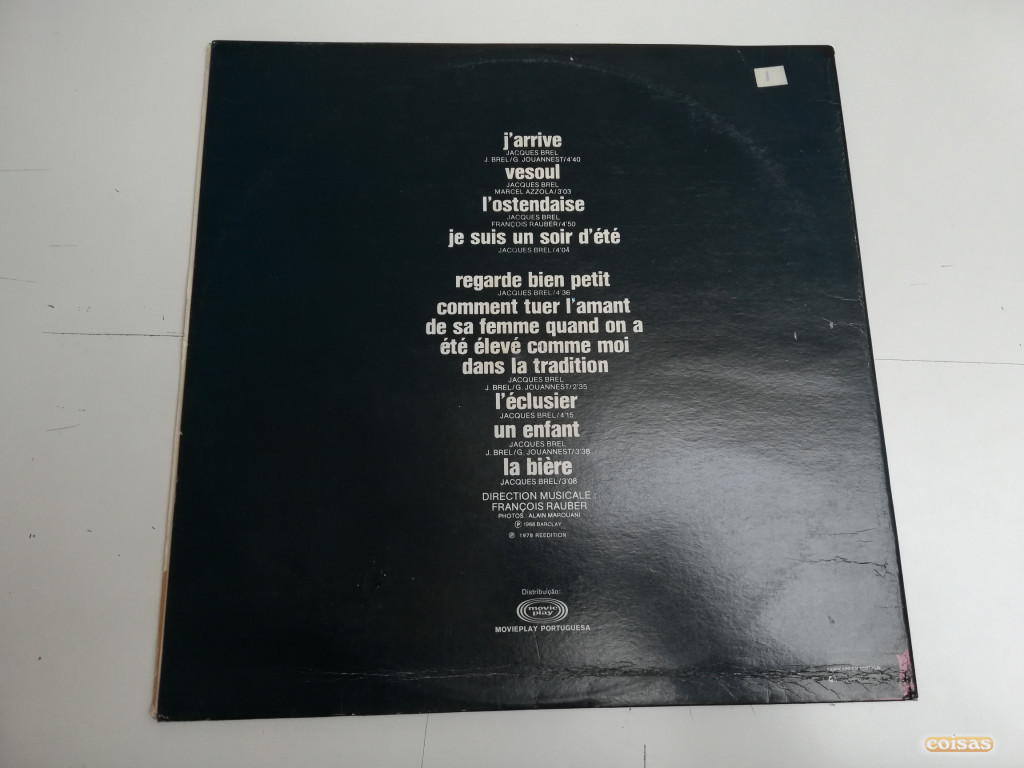 j'arrive
JACQUES BREL
J. BREL/G. JOUANNEST/4'40
vesoul
JACQUES BREL
MARCEL AZZOLA/3'03
l'ostendaise
JACQUES BREL
FRANÇOIS RAUBER/4'50
je suis un soir d'été
JACQUES BREL/4'04
regarde bien petit
JACQUES BREL/4'36
comment tuer l'amant
de sa femme quand on a
été élevé comme moi
dans la tradition
JACQUES BREL
J. BREL/G. JOUANNEST/2'35
l'éclusier
JACQUES BREL/4'15
un enfant
JACQUES BREL
J. BREL/G. JOUANNEST/3'38
la bière
JACQUES BREL/3'08
DIRECTION MUSICALE :
FRANÇOIS RAUBER
PHOTOS : ALAIN MAROUANI
℗ 1968 BARCLAY
℗ 1978 REEDITION
Distribuição:
movie
play
MOVIEPLAY PORTUGUESA
coisas